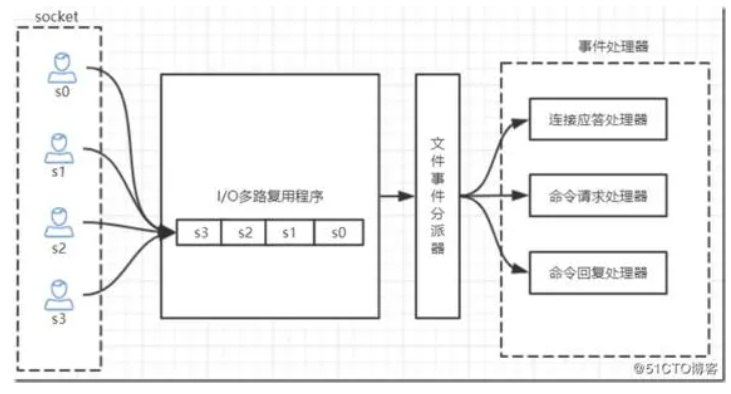 socket
s0
s1
s2
s3
I/O多路复用程序
s3 s2 s1 s0
文件事件分派器
事件处理器
连接应答处理器
命令请求处理器
命令回复处理器
@51CTO博客